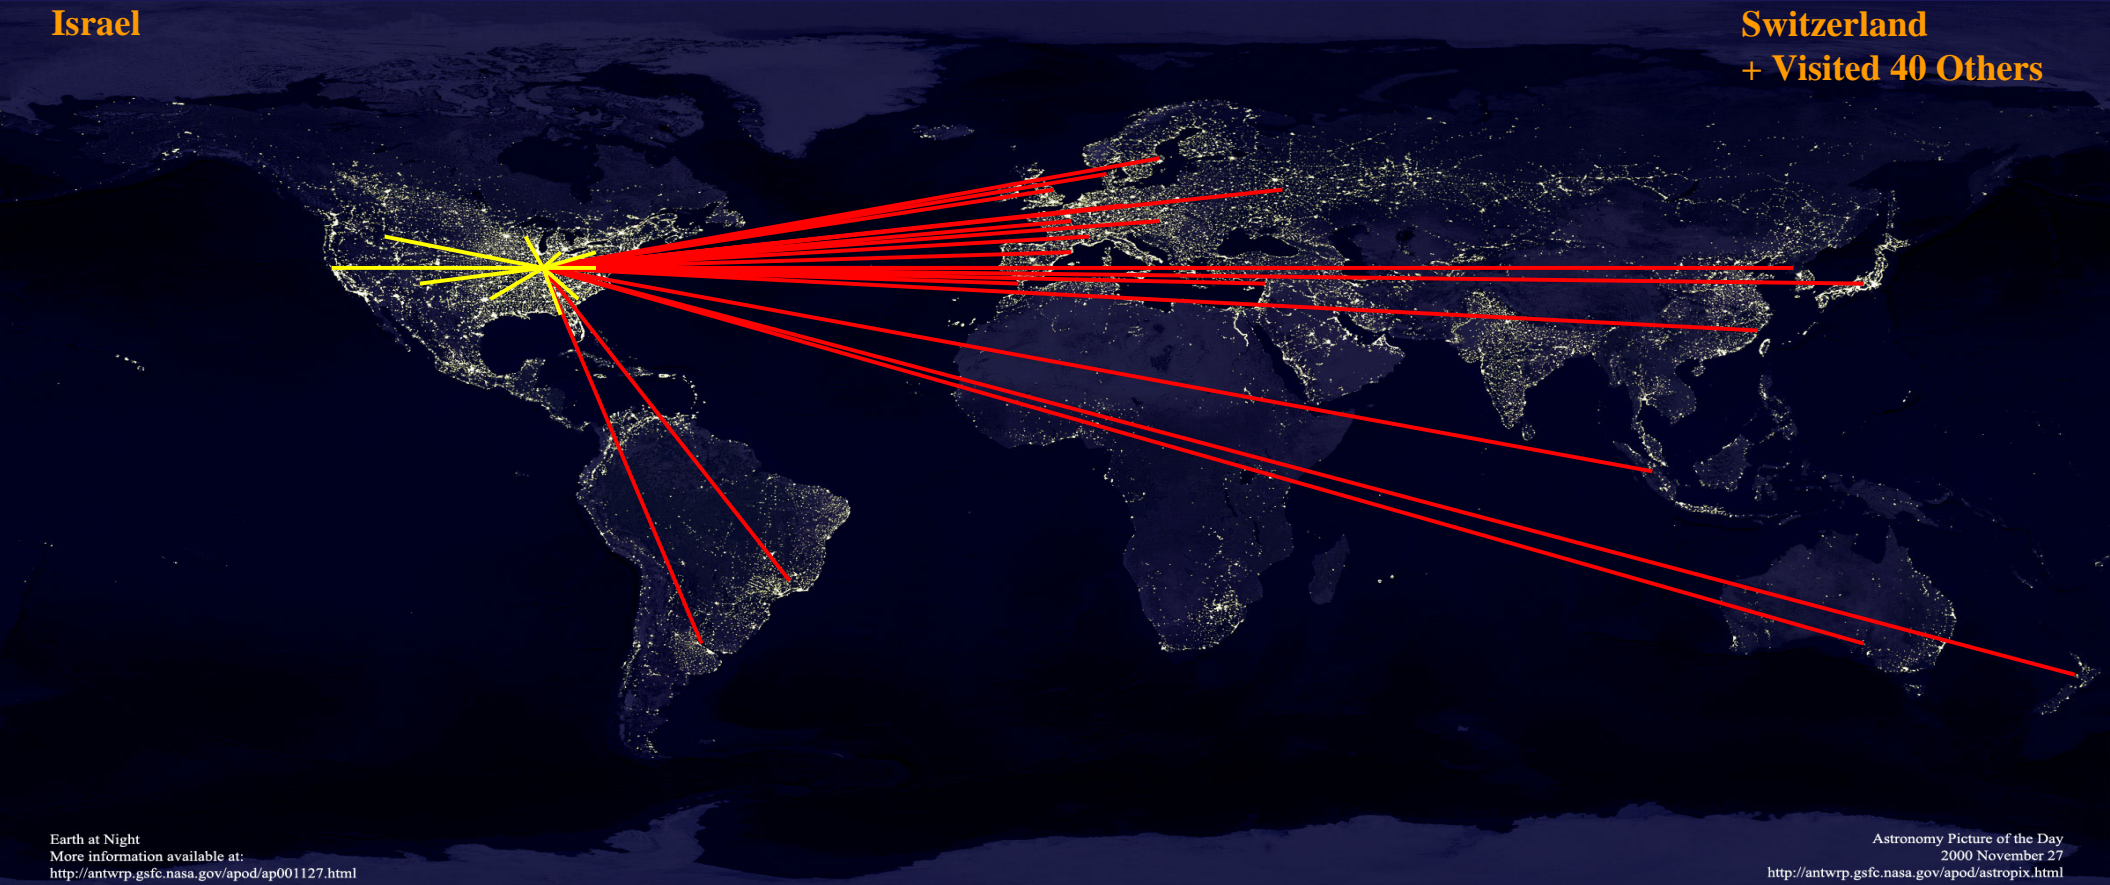 Israel
Switzerland
+ Visited 40 Others
Earth at Night
More information available at:
http://antwrp.gsfc.nasa.gov/apod/ap001127.html
Astronomy Picture of the Day
2000 November 27
http://antwrp.gsfc.nasa.gov/apod/astropix.html